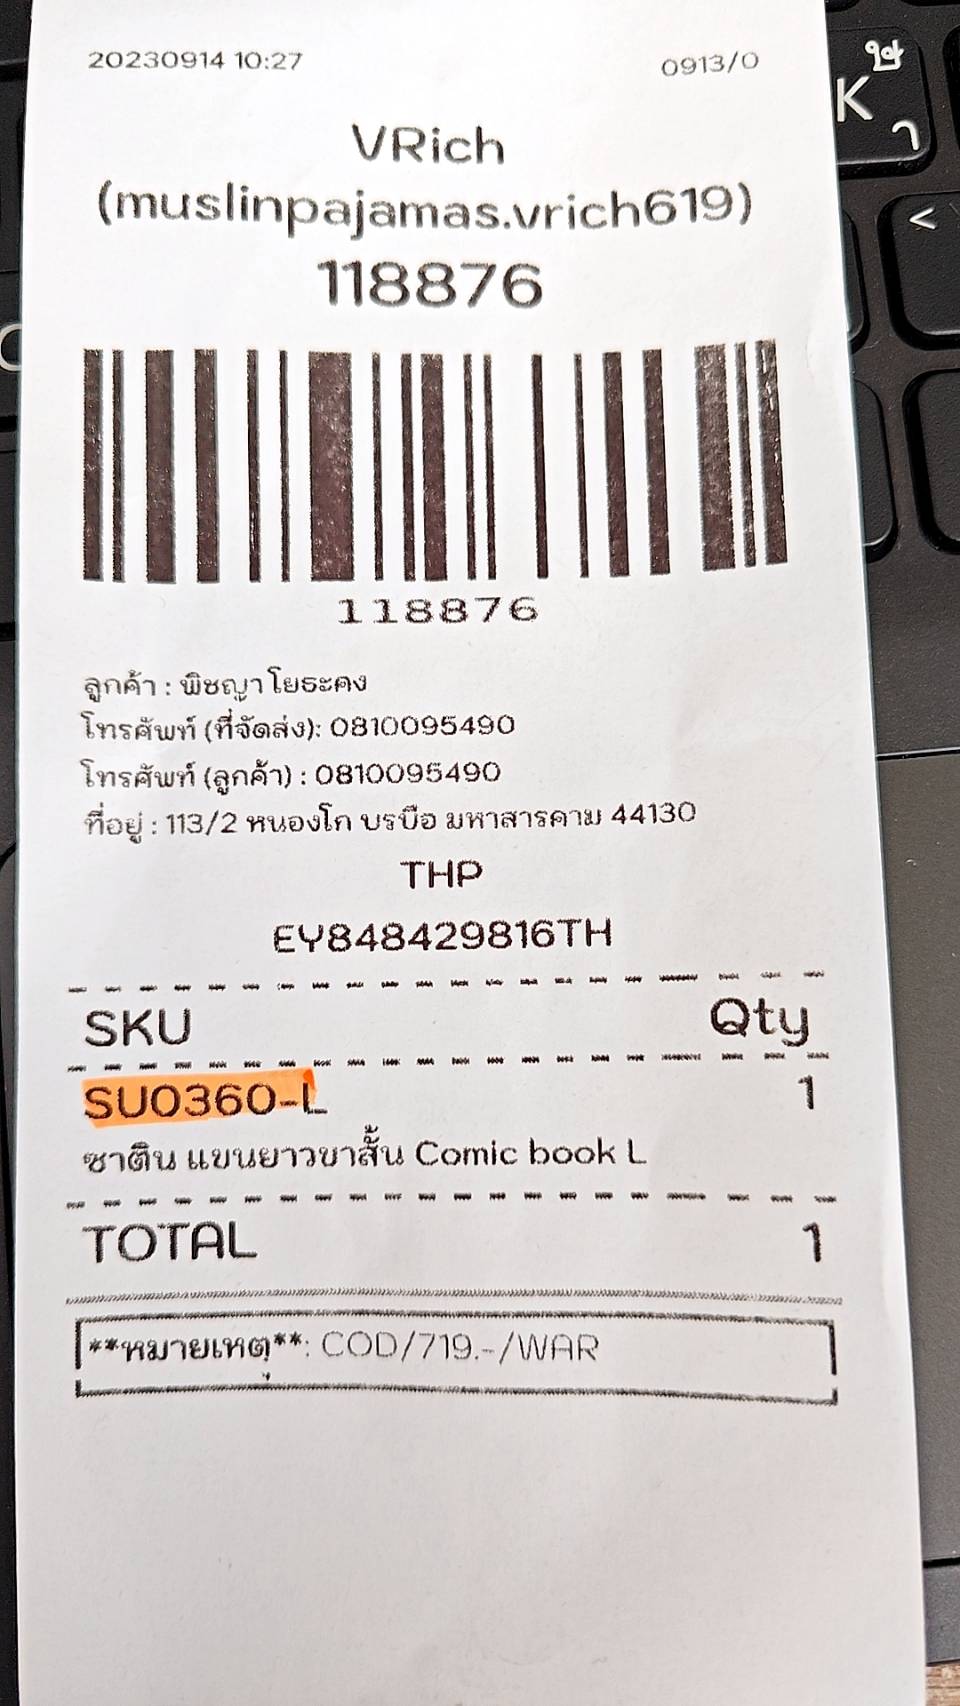 20230914 10:27 0913/0
VRich
(muslinpajamas.vrich619)
118876
118876
ลูกค้า : พิชญา โยธะคง
โทรศัพท์ (ที่จัดส่ง): 0810095490
โทรศัพท์ (ลูกค้า) : 0810095490
ที่อยู่ : 113/2 หนองโก บรบือ มหาสารคาม 44130
THP
EY848429816TH
SKU Qty
SU0360-L 1
ซาติน แขนยาวขาสั้น Comic book L
TOTAL 1
**หมายเหตุ**: COD/719.-/WAR
K
า
<